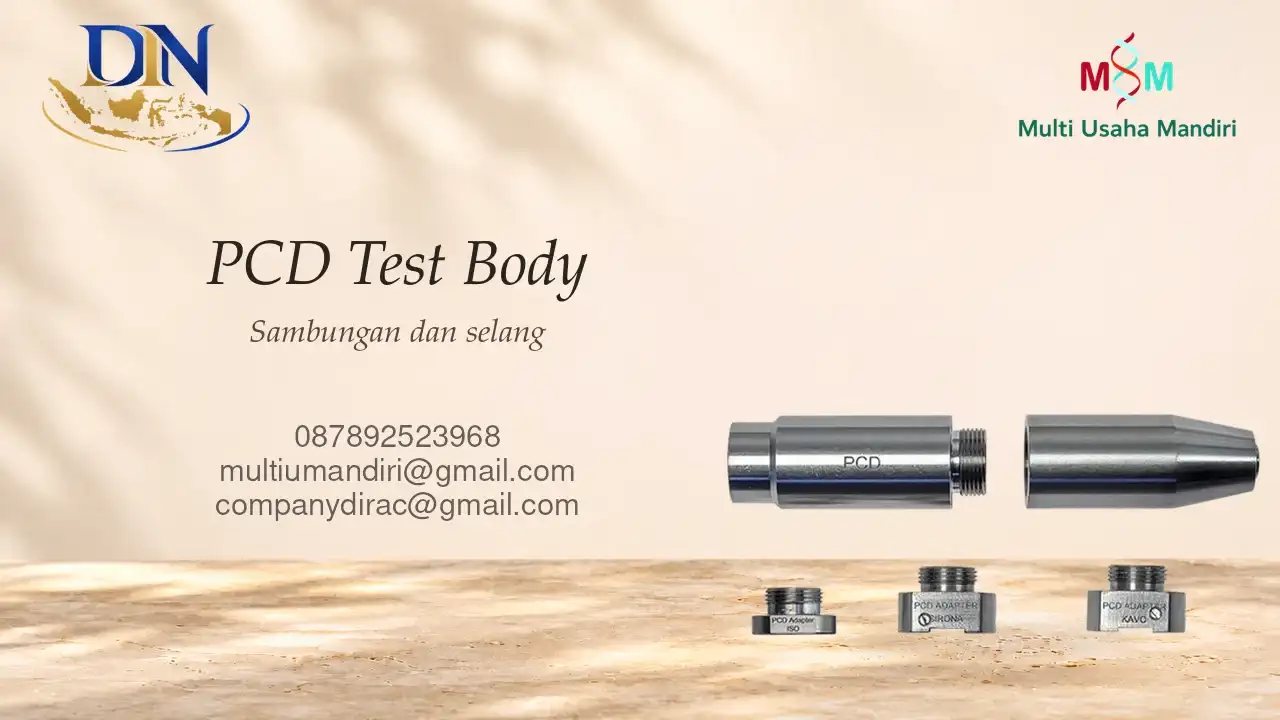 DN
MM
Multi Usaha Mandiri
PCD Test Body
Sambungan dan selang
087892523968
multiumandiri@gmail.com
companydirac@gmail.com
PCD
PCD Adapter
ISO
PCD ADAPTER
SIRONA
PCD ADAPTER
KAVO